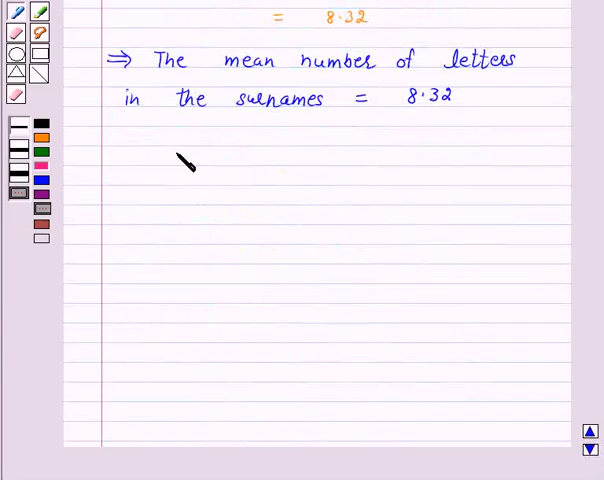 = 8.32
⇒ The mean number of letters
in the surnames = 8.32